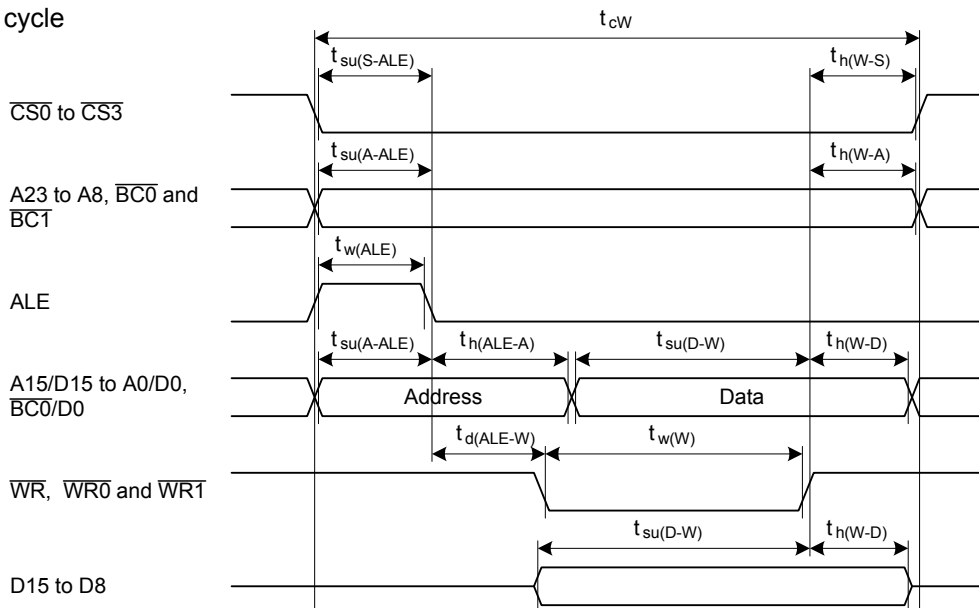 cycle
tcW
tsu(S-ALE)
th(W-S)
CS0 to CS3
tsu(A-ALE)
th(W-A)
A23 to A8, BC0 and
BC1
tw(ALE)
ALE
tsu(A-ALE)
th(ALE-A)
tsu(D-W)
th(W-D)
A15/D15 to A0/D0,
BC0/D0
Address
Data
td(ALE-W)
tw(W)
WR, WR0 and WR1
tsu(D-W)
th(W-D)
D15 to D8